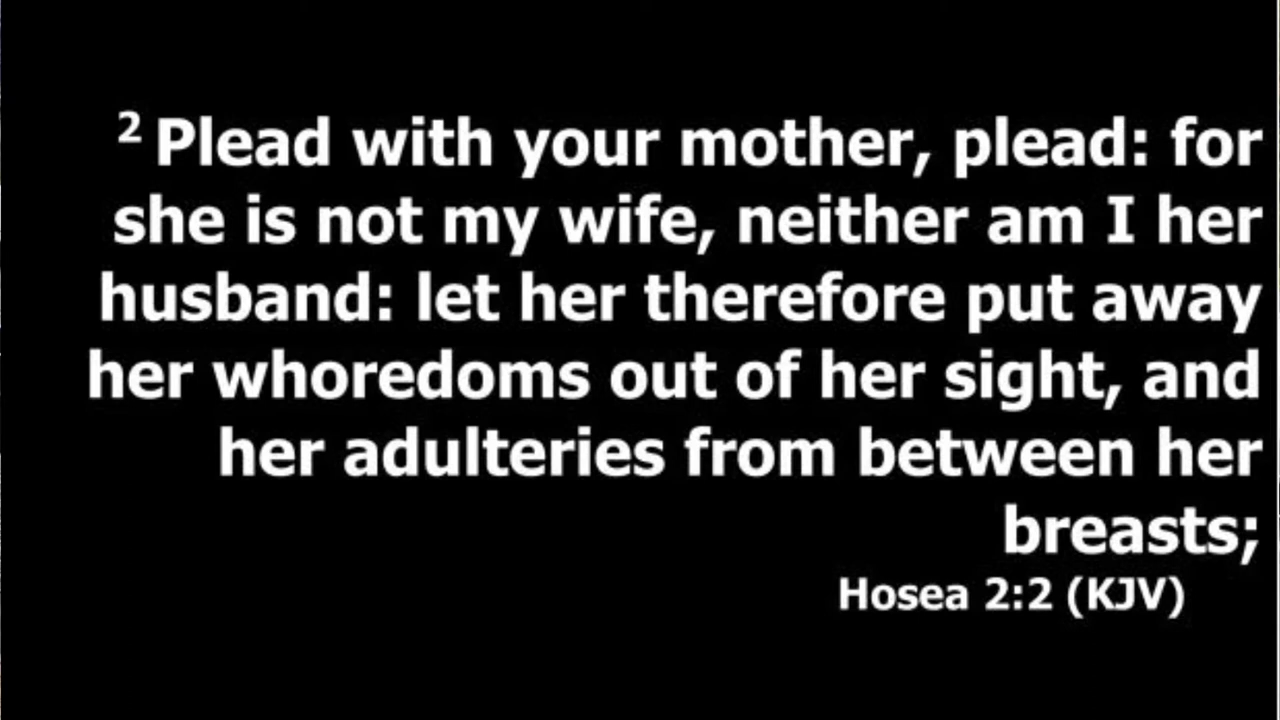 2 Plead with your mother, plead: for
she is not my wife, neither am I her
husband: let her therefore put away
her whoredoms out of her sight, and
her adulteries from between her
breasts;
Hosea 2:2 (KJV)